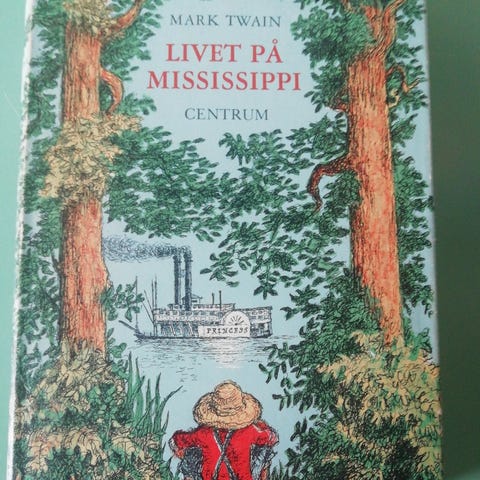 MARK TWAIN
LIVET PÅ
MISSISSIPPI
CENTRUM
PRINCESS